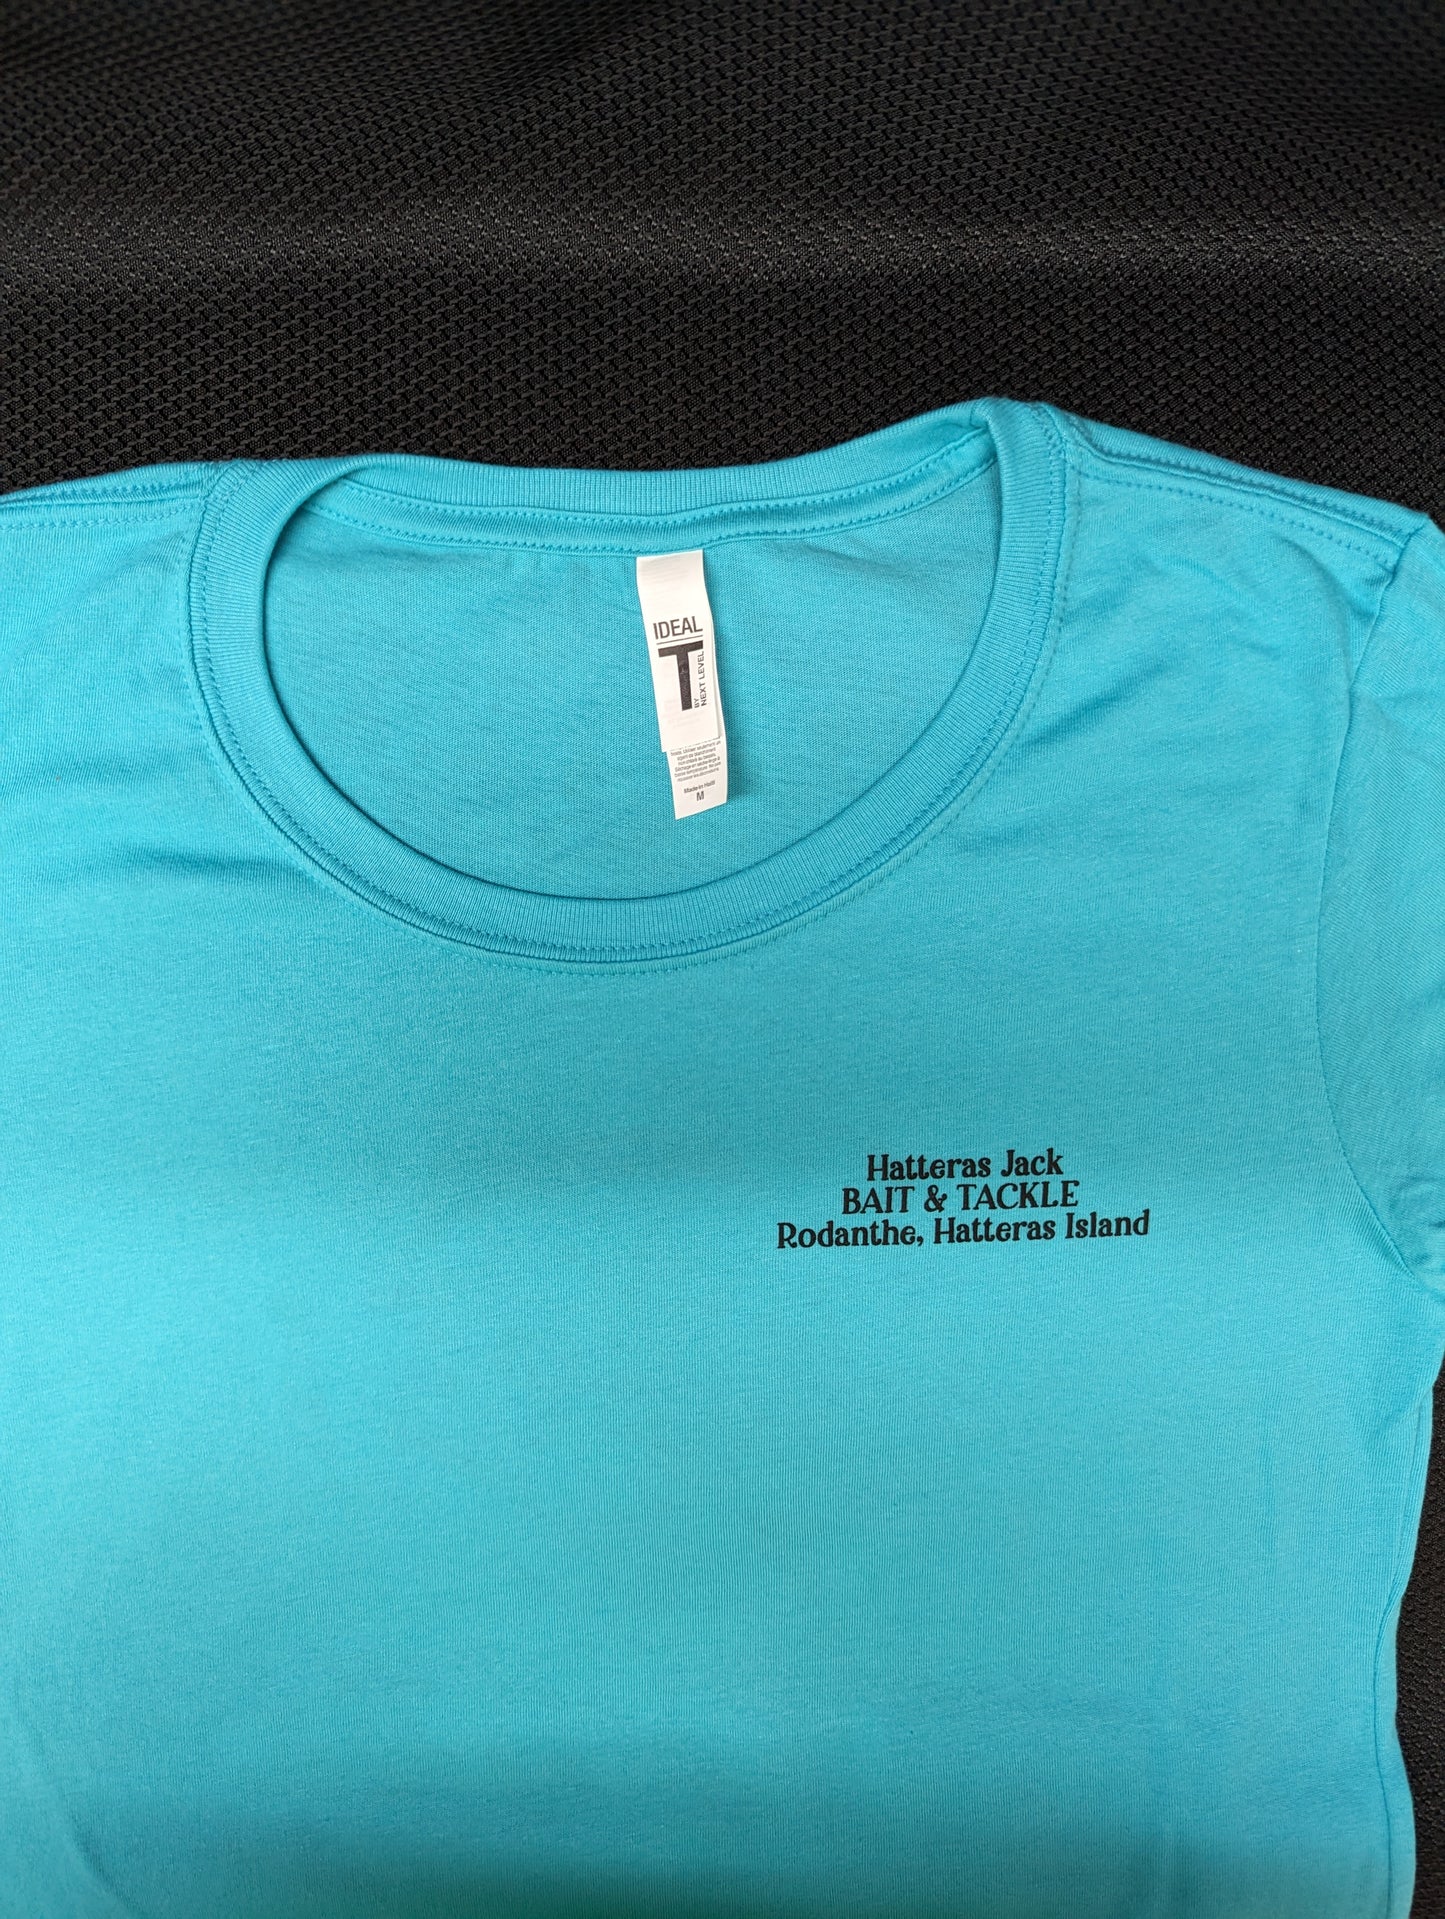 IDEAL
T
BY
NEXT LEVEL
Made in Haiti
M
Hatteras Jack
BAIT & TACKLE
Rodanthe, Hatteras Island